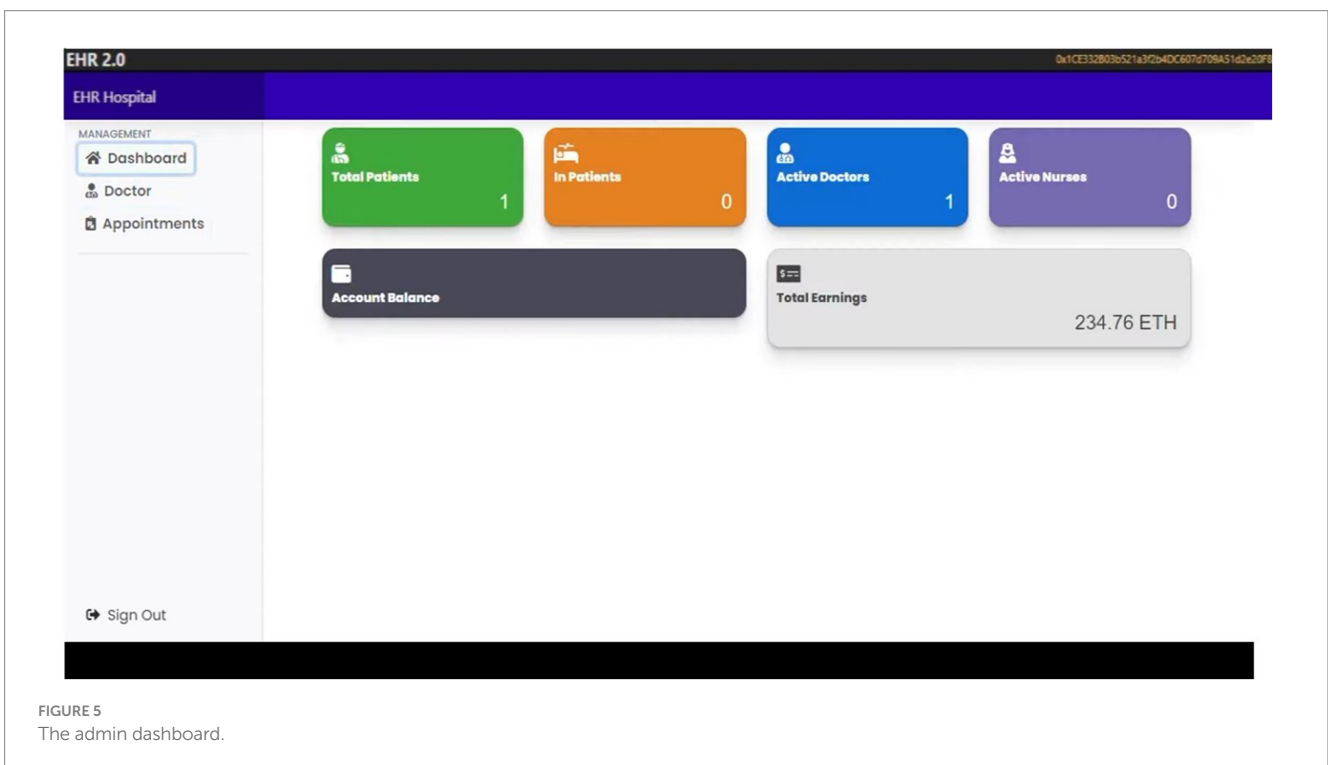 EHR 2.0
0x1CE332B03b521a3f2b4DC607d709A51d2e20F8
EHR Hospital
MANAGEMENT
Dashboard
Doctor
Appointments
Total Patients
1
In Patients
0
Active Doctors
1
Active Nurses
0
Account Balance
Total Earnings
234.76 ETH
Sign Out
FIGURE 5
The admin dashboard.